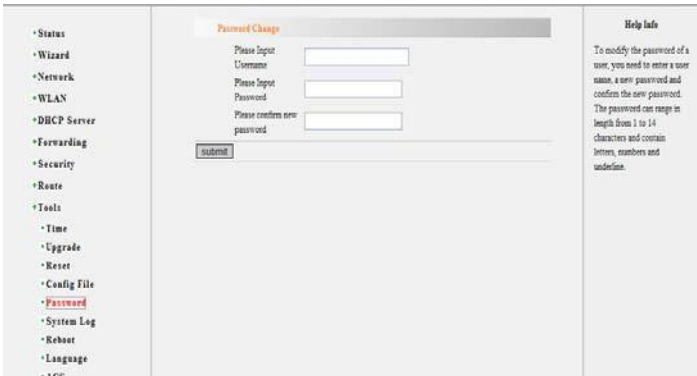 Status
Wizard
Network
WLAN
DHCP Server
Forwarding
Security
Route
Tools
Time
Upgrade
Reset
Config File
Password
System Log
Reboot
Language
Password Change
Please Input
Username
Please Input
Password
Please confirm new
password
submit
Help Info
To modify the password of a
user, you need to enter a user
name, a new password and
confirm the new password.
The password can range in
length from 1 to 14
characters and contain
letters, numbers and
underline.